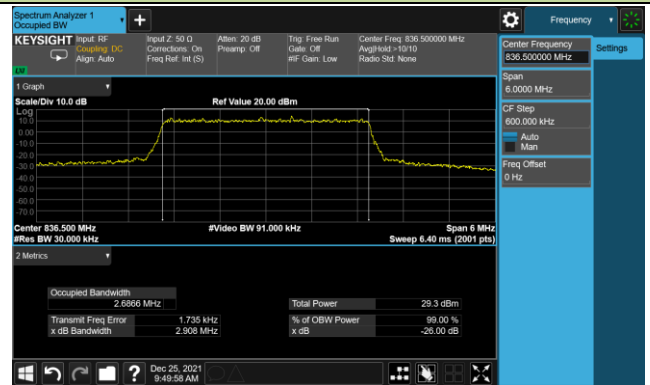 Spectrum Analyzer 1
Occupied BW
Frequency
KEYSIGHT
Input: RF
Coupling: DC
Align: Auto
Input Z: 50 Ω
Corrections: On
Freq Ref: Int (S)
Atten: 20 dB
Preamp: Off
Trig: Free Run
Gate: Off
#IF Gain: Low
Center Freq: 836.500000 MHz
Avg|Hold:>10/10
Radio Std: None
Center Frequency
836.500000 MHz
Settings
Span
6.0000 MHz
CF Step
600.000 kHz
Auto
Man
Freq Offset
0 Hz
1 Graph
Scale/Div 10.0 dB
Ref Value 20.00 dBm
Log
10.0
0.00
-10.0
-20.0
-30.0
-40.0
-50.0
-60.0
-70.0
Center 836.500 MHz
#Video BW 91.000 kHz
Span 6 MHz
#Res BW 30.000 kHz
Sweep 6.40 ms (2001 pts)
2 Metrics
Occupied Bandwidth
2.6866 MHz
Total Power 29.3 dBm
Transmit Freq Error 1.735 kHz
% of OBW Power 99.00 %
x dB Bandwidth 2.908 MHz
x dB -26.00 dB
?
Dec 25, 2021
9:49:58 AM